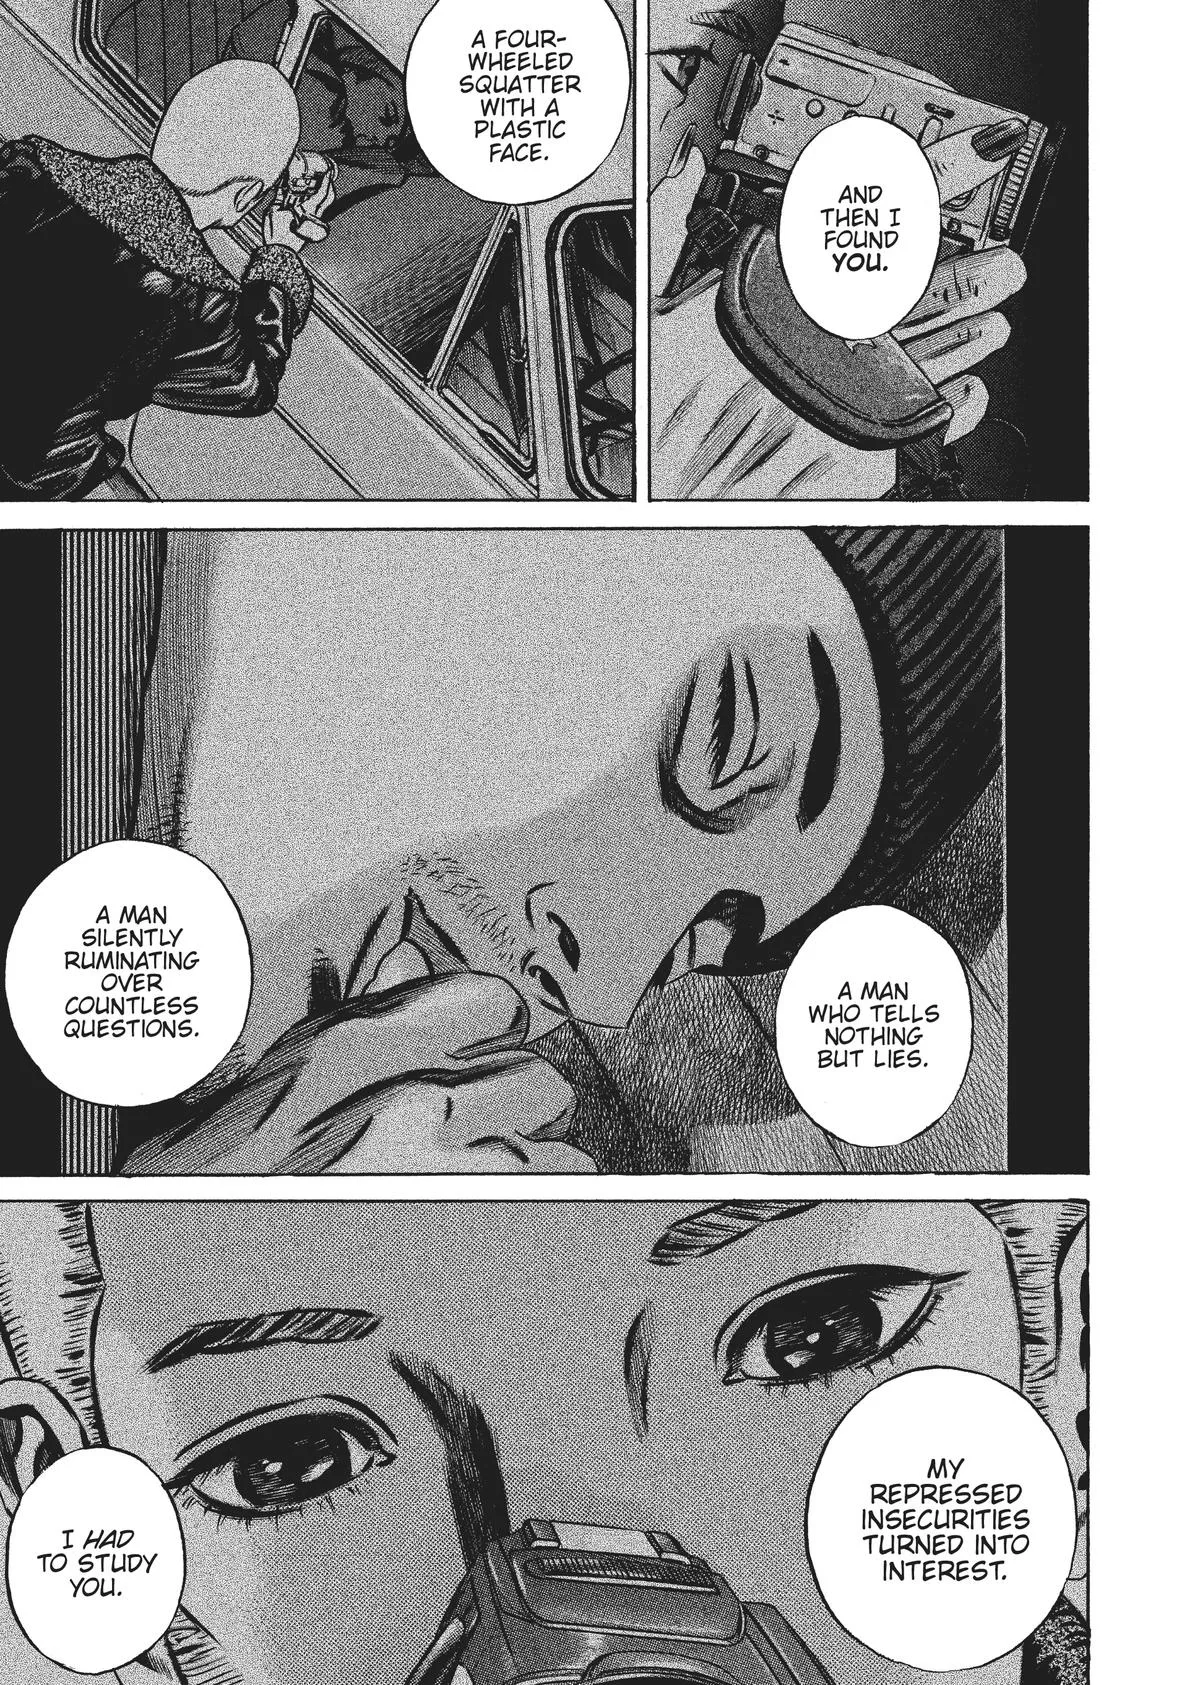 AND
THEN I
FOUND
YOU.
A FOUR-
WHEELED
SQUATTER
WITH A
PLASTIC
FACE.
A MAN
WHO TELLS
NOTHING
BUT LIES.
A MAN
SILENTLY
RUMINATING
OVER
COUNTLESS
QUESTIONS.
MY
REPRESSED
INSECURITIES
TURNED INTO
INTEREST.
I HAD
TO STUDY
YOU.